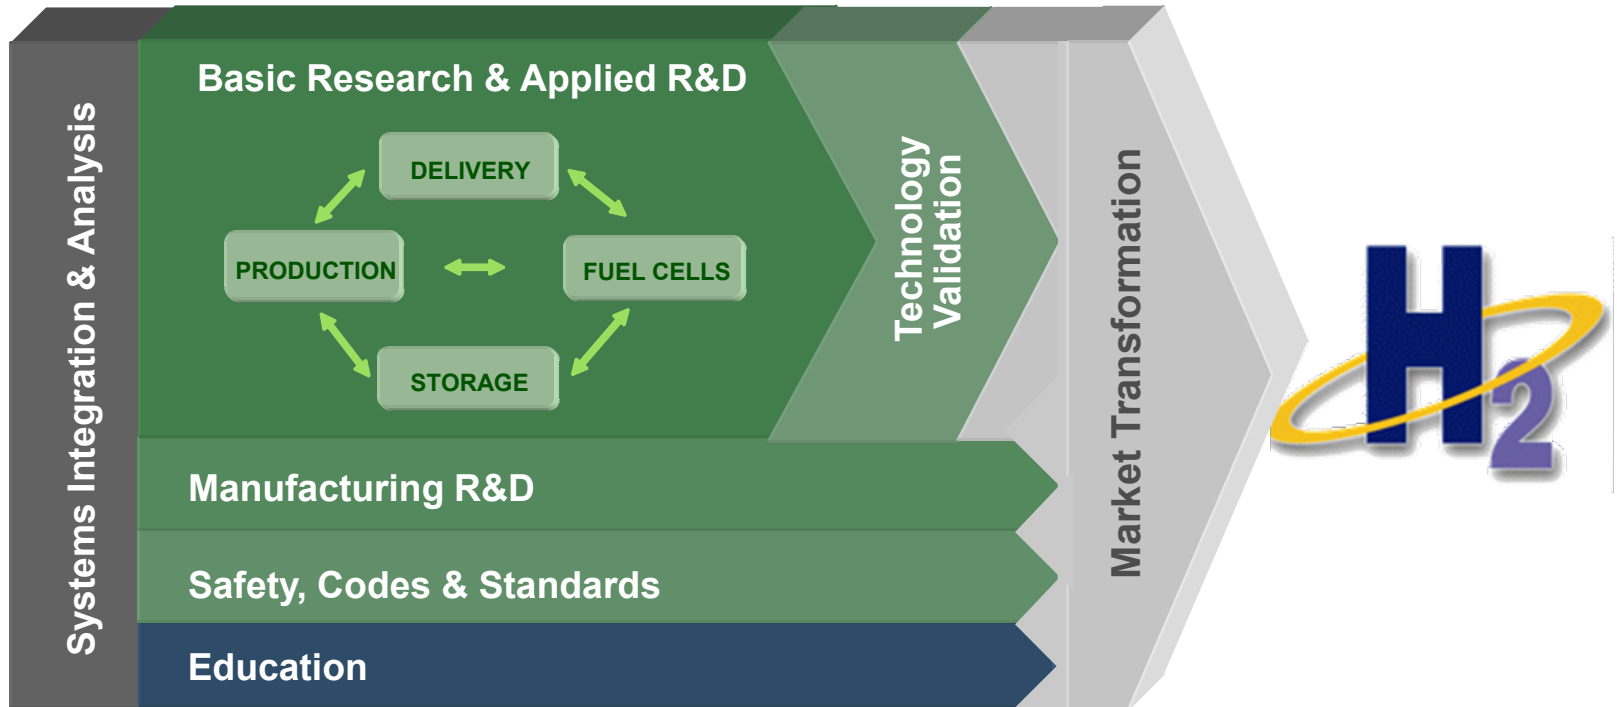 Systems Integration & Analysis
Basic Research & Applied R&D
DELIVERY
PRODUCTION
FUEL CELLS
STORAGE
Technology
Validation
Manufacturing R&D
Safety, Codes & Standards
Education
Market Transformation
H2